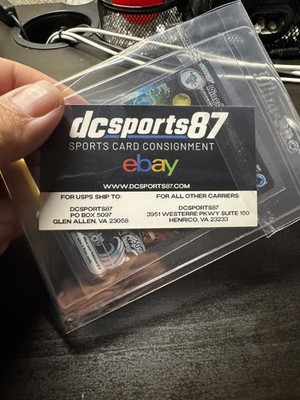 dcsports87
SPORTS CARD CONSIGNMENT
ebay
WWW.DCSPORTS87.COM
FOR USPS SHIP TO:
DCSPORTS87
PO BOX 5097
GLEN ALLEN, VA 23058
FOR ALL OTHER CARRIERS:
DCSPORTS87
3951 WESTERRE PKWY SUITE 150
HENRICO, VA 23233